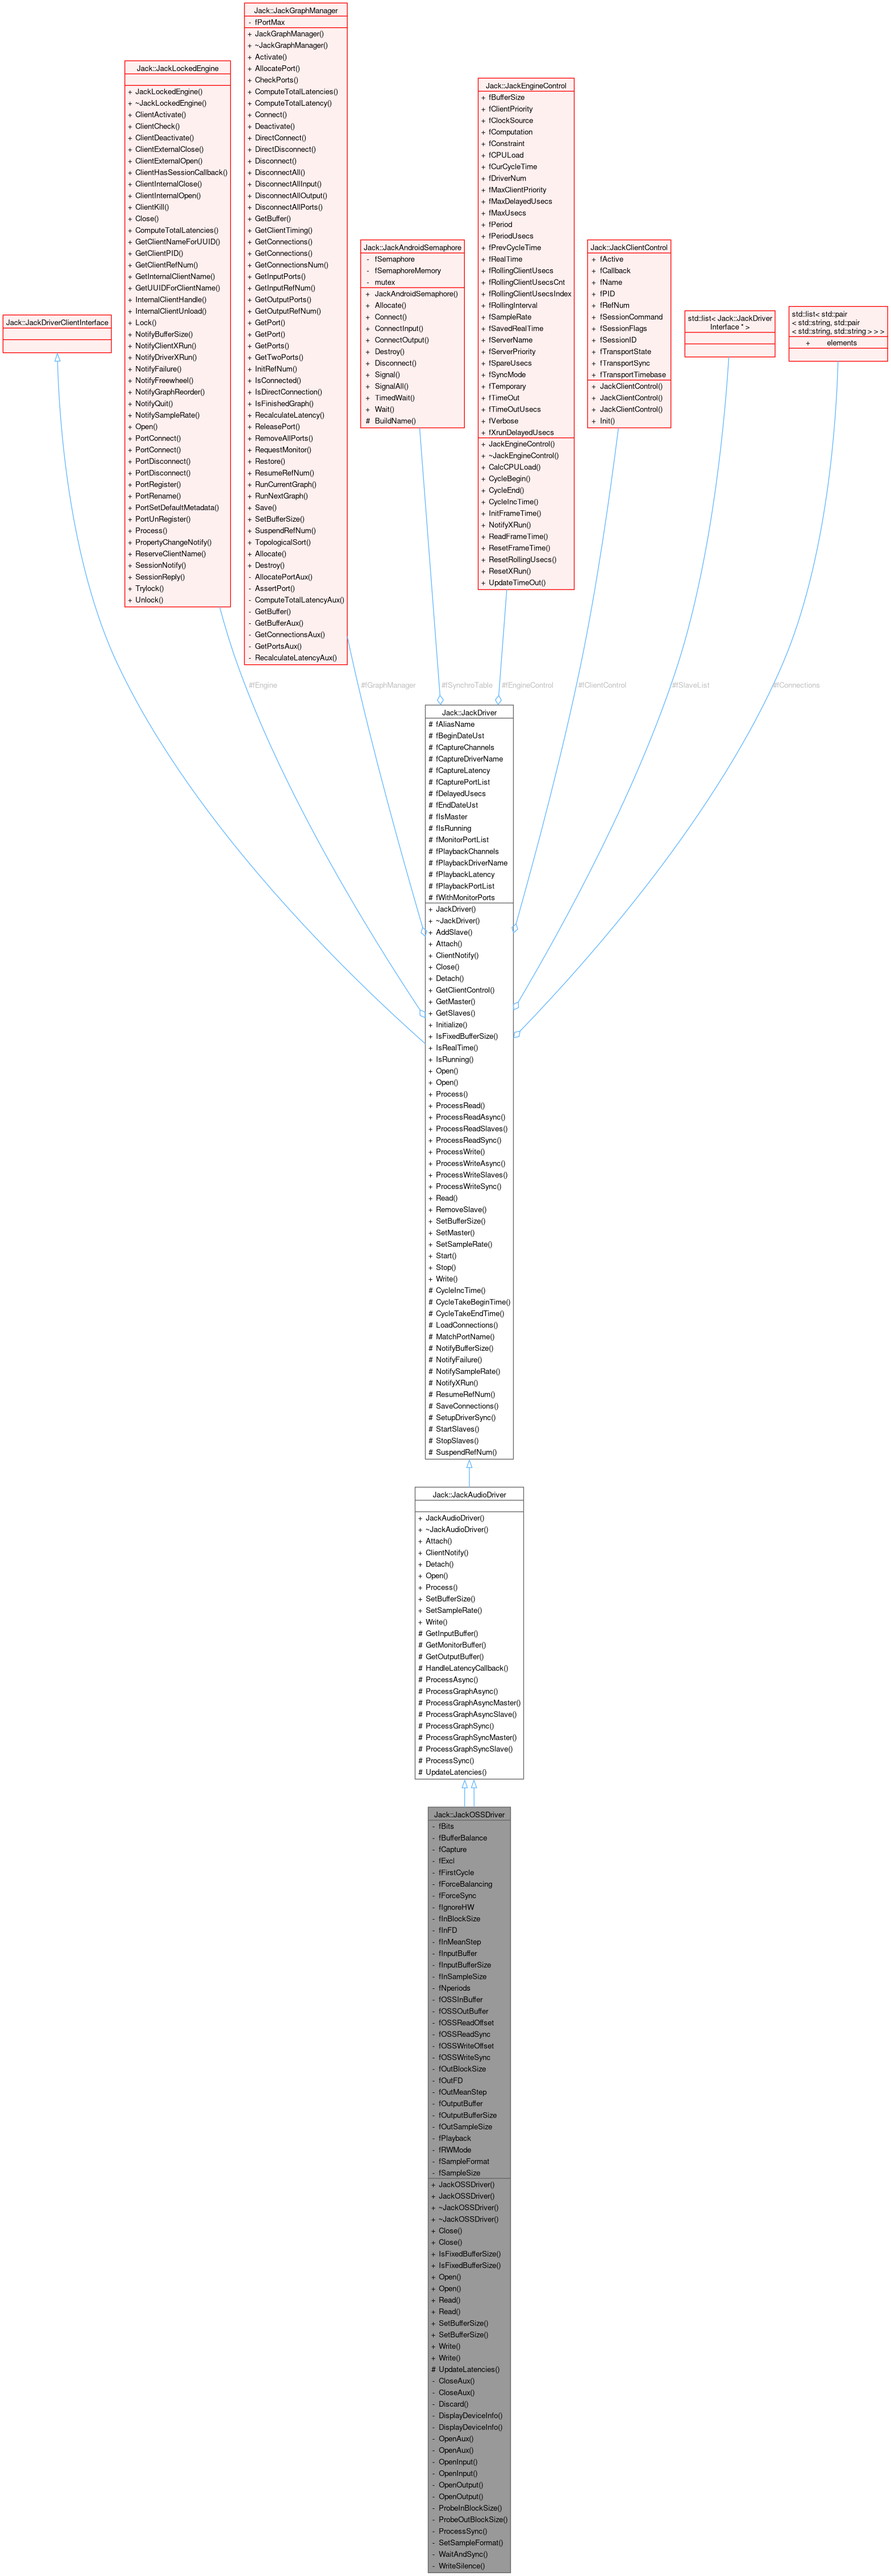 Jack::JackGraphManager
- fPortMax
+ JackGraphManager()
+ ~JackGraphManager()
+ Activate()
+ AllocatePort()
+ CheckPorts()
+ ComputeTotalLatencies()
+ ComputeTotalLatency()
+ Connect()
+ Deactivate()
+ DirectConnect()
+ DirectDisconnect()
+ Disconnect()
+ DisconnectAll()
+ DisconnectAllInput()
+ DisconnectAllOutput()
+ DisconnectAllPorts()
+ GetBuffer()
+ GetClientTiming()
+ GetConnections()
+ GetConnections()
+ GetConnectionsNum()
+ GetInputPorts()
+ GetInputRefNum()
+ GetOutputPorts()
+ GetOutputRefNum()
+ GetPort()
+ GetPort()
+ GetPorts()
+ GetTwoPorts()
+ InitRefNum()
+ IsConnected()
+ IsDirectConnection()
+ IsFinishedGraph()
+ RecalculateLatency()
+ ReleasePort()
+ RemoveAllPorts()
+ RequestMonitor()
+ Restore()
+ ResumeRefNum()
+ RunCurrentGraph()
+ RunNextGraph()
+ Save()
+ SetBufferSize()
+ SuspendRefNum()
+ TopologicalSort()
+ Allocate()
+ Destroy()
- AllocatePortAux()
- AssertPort()
- ComputeTotalLatencyAux()
- GetBuffer()
- GetBufferAux()
- GetConnectionsAux()
- GetPortsAux()
- RecalculateLatencyAux()
Jack::JackLockedEngine
+ JackLockedEngine()
+ ~JackLockedEngine()
+ ClientActivate()
+ ClientCheck()
+ ClientDeactivate()
+ ClientExternalClose()
+ ClientExternalOpen()
+ ClientHasSessionCallback()
+ ClientInternalClose()
+ ClientInternalOpen()
+ ClientKill()
+ Close()
+ ComputeTotalLatencies()
+ GetClientNameForUUID()
+ GetClientPID()
+ GetClientRefNum()
+ GetInternalClientName()
+ GetUUIDForClientName()
+ InternalClientHandle()
+ InternalClientUnload()
+ Lock()
+ NotifyBufferSize()
+ NotifyClientXRun()
+ NotifyDriverXRun()
+ NotifyFailure()
+ NotifyFreewheel()
+ NotifyGraphReorder()
+ NotifyQuit()
+ NotifySampleRate()
+ Open()
+ PortConnect()
+ PortConnect()
+ PortDisconnect()
+ PortDisconnect()
+ PortRegister()
+ PortRename()
+ PortSetDefaultMetadata()
+ PortUnRegister()
+ Process()
+ PropertyChangeNotify()
+ ReserveClientName()
+ SessionNotify()
+ SessionReply()
+ Trylock()
+ Unlock()
Jack::JackEngineControl
+ fBufferSize
+ fClientPriority
+ fClockSource
+ fComputation
+ fConstraint
+ fCPULoad
+ fCurCycleTime
+ fDriverNum
+ fMaxClientPriority
+ fMaxDelayedUsecs
+ fMaxUsecs
+ fPeriod
+ fPeriodUsecs
+ fPrevCycleTime
+ fRealTime
+ fRollingClientUsecs
+ fRollingClientUsecsCnt
+ fRollingClientUsecsIndex
+ fRollingInterval
+ fSampleRate
+ fSavedRealTime
+ fServerName
+ fServerPriority
+ fSpareUsecs
+ fSyncMode
+ fTemporary
+ fTimeOut
+ fTimeOutUsecs
+ fVerbose
+ fXrunDelayedUsecs
+ JackEngineControl()
+ ~JackEngineControl()
+ CalcCPULoad()
+ CycleBegin()
+ CycleEnd()
+ CycleIncTime()
+ InitFrameTime()
+ NotifyXRun()
+ ReadFrameTime()
+ ResetFrameTime()
+ ResetRollingUsecs()
+ ResetXRun()
+ UpdateTimeOut()
Jack::JackAndroidSemaphore
- fSemaphore
- fSemaphoreMemory
- mutex
+ JackAndroidSemaphore()
+ Allocate()
+ Connect()
+ ConnectInput()
+ ConnectOutput()
+ Destroy()
+ Disconnect()
+ Signal()
+ SignalAll()
+ TimedWait()
+ Wait()
# BuildName()
Jack::JackClientControl
+ fActive
+ fCallback
+ fName
+ fPID
+ fRefNum
+ fSessionCommand
+ fSessionFlags
+ fSessionID
+ fTransportState
+ fTransportSync
+ fTransportTimebase
+ JackClientControl()
+ JackClientControl()
+ JackClientControl()
+ Init()
Jack::JackDriverClientInterface
std::list< Jack::JackDriver
Interface * >
std::list< std::pair
< std::string, std::pair
< std::string, std::string > > >
+ elements
#fEngine
#fGraphManager
#fSynchroTable
#fEngineControl
#fClientControl
#fSlaveList
#fConnections
Jack::JackDriver
# fAliasName
# fBeginDateUst
# fCaptureChannels
# fCaptureDriverName
# fCaptureLatency
# fCapturePortList
# fDelayedUsecs
# fEndDateUst
# fIsMaster
# fIsRunning
# fMonitorPortList
# fPlaybackChannels
# fPlaybackDriverName
# fPlaybackLatency
# fPlaybackPortList
# fWithMonitorPorts
+ JackDriver()
+ ~JackDriver()
+ AddSlave()
+ Attach()
+ ClientNotify()
+ Close()
+ Detach()
+ GetClientControl()
+ GetMaster()
+ GetSlaves()
+ Initialize()
+ IsFixedBufferSize()
+ IsRealTime()
+ IsRunning()
+ Open()
+ Open()
+ Process()
+ ProcessRead()
+ ProcessReadAsync()
+ ProcessReadSlaves()
+ ProcessReadSync()
+ ProcessWrite()
+ ProcessWriteAsync()
+ ProcessWriteSlaves()
+ ProcessWriteSync()
+ Read()
+ RemoveSlave()
+ SetBufferSize()
+ SetMaster()
+ SetSampleRate()
+ Start()
+ Stop()
+ Write()
# CycleIncTime()
# CycleTakeBeginTime()
# CycleTakeEndTime()
# LoadConnections()
# MatchPortName()
# NotifyBufferSize()
# NotifyFailure()
# NotifySampleRate()
# NotifyXRun()
# ResumeRefNum()
# SaveConnections()
# SetupDriverSync()
# StartSlaves()
# StopSlaves()
# SuspendRefNum()
Jack::JackAudioDriver
+ JackAudioDriver()
+ ~JackAudioDriver()
+ Attach()
+ ClientNotify()
+ Detach()
+ Open()
+ Process()
+ SetBufferSize()
+ SetSampleRate()
+ Write()
# GetInputBuffer()
# GetMonitorBuffer()
# GetOutputBuffer()
# HandleLatencyCallback()
# ProcessAsync()
# ProcessGraphAsync()
# ProcessGraphAsyncMaster()
# ProcessGraphAsyncSlave()
# ProcessGraphSync()
# ProcessGraphSyncMaster()
# ProcessGraphSyncSlave()
# ProcessSync()
# UpdateLatencies()
Jack::JackOSSDriver
- fBits
- fBufferBalance
- fCapture
- fExcl
- fFirstCycle
- fForceBalancing
- fForceSync
- fIgnoreHW
- fInBlockSize
- fInFD
- fInMeanStep
- fInputBuffer
- fInputBufferSize
- fInSampleSize
- fNperiods
- fOSSInBuffer
- fOSSOutBuffer
- fOSSReadOffset
- fOSSReadSync
- fOSSWriteOffset
- fOSSWriteSync
- fOutBlockSize
- fOutFD
- fOutMeanStep
- fOutputBuffer
- fOutputBufferSize
- fOutSampleSize
- fPlayback
- fRWMode
- fSampleFormat
- fSampleSize
+ JackOSSDriver()
+ JackOSSDriver()
+ ~JackOSSDriver()
+ ~JackOSSDriver()
+ Close()
+ Close()
+ IsFixedBufferSize()
+ IsFixedBufferSize()
+ Open()
+ Open()
+ Read()
+ Read()
+ SetBufferSize()
+ SetBufferSize()
+ Write()
+ Write()
# UpdateLatencies()
- CloseAux()
- CloseAux()
- Discard()
- DisplayDeviceInfo()
- DisplayDeviceInfo()
- OpenAux()
- OpenAux()
- OpenInput()
- OpenInput()
- OpenOutput()
- OpenOutput()
- ProbeInBlockSize()
- ProbeOutBlockSize()
- ProcessSync()
- SetSampleFormat()
- WaitAndSync()
- WriteSilence()